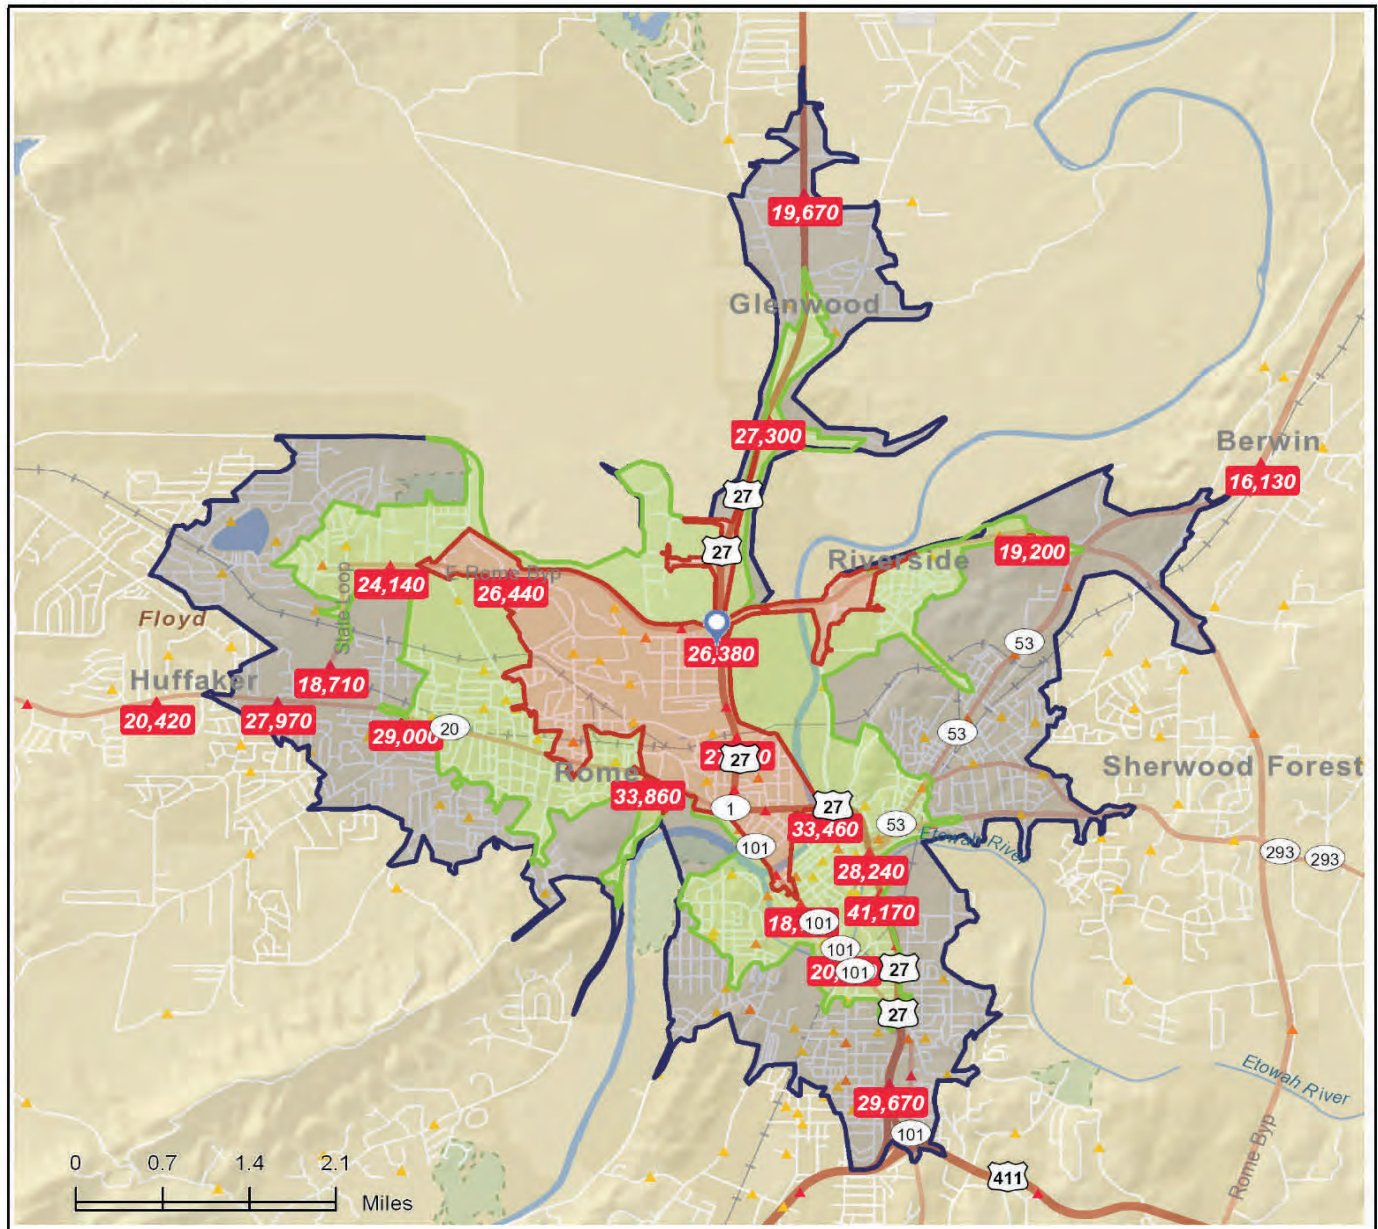 19,670
Glenwood
27,300
Berwin
16,130
27
27
Riverside
19,200
E Rome Byp
24,140
26,440
State Loop
Floyd
53
26,380
Huffaker
18,710
20,420
27,970
29,000
20
53
27
Rome
Sherwood Forest
33,860
1
27
33,460
53
Etowah River
101
293
293
28,240
41,170
101
101
101
27
27
Etowah River
29,670
101
Rome Byp
411
0 0.7 1.4 2.1
Miles